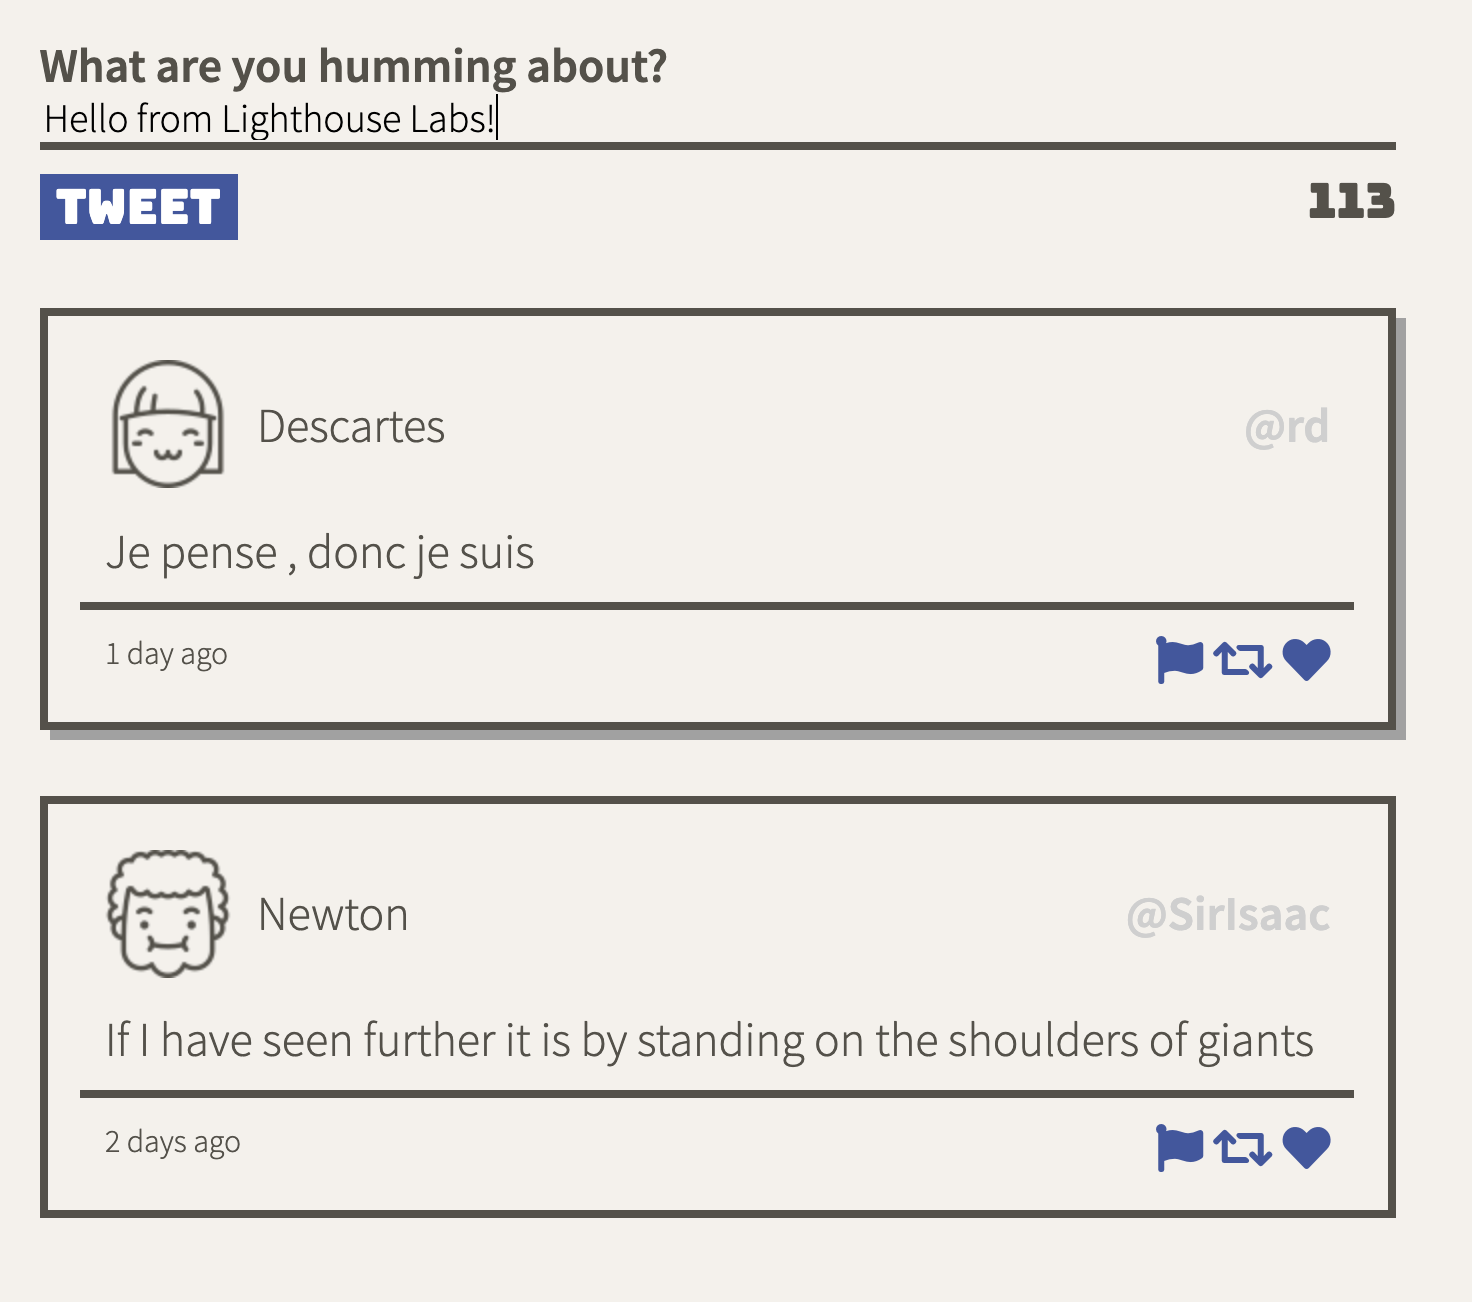 What are you humming about?
Hello from Lighthouse Labs!
TWEET 113
Descartes @rd
Je pense , donc je suis
1 day ago
Newton @SirIsaac
If I have seen further it is by standing on the shoulders of giants
2 days ago